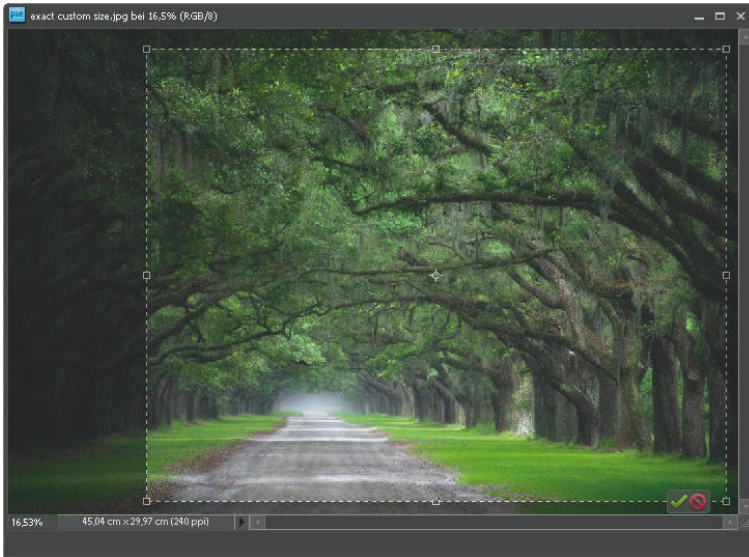 pse exact custom size.jpg bei 16,5% (RGB/8)
16,53% 45,04 cm x 29,97 cm (240 ppi)